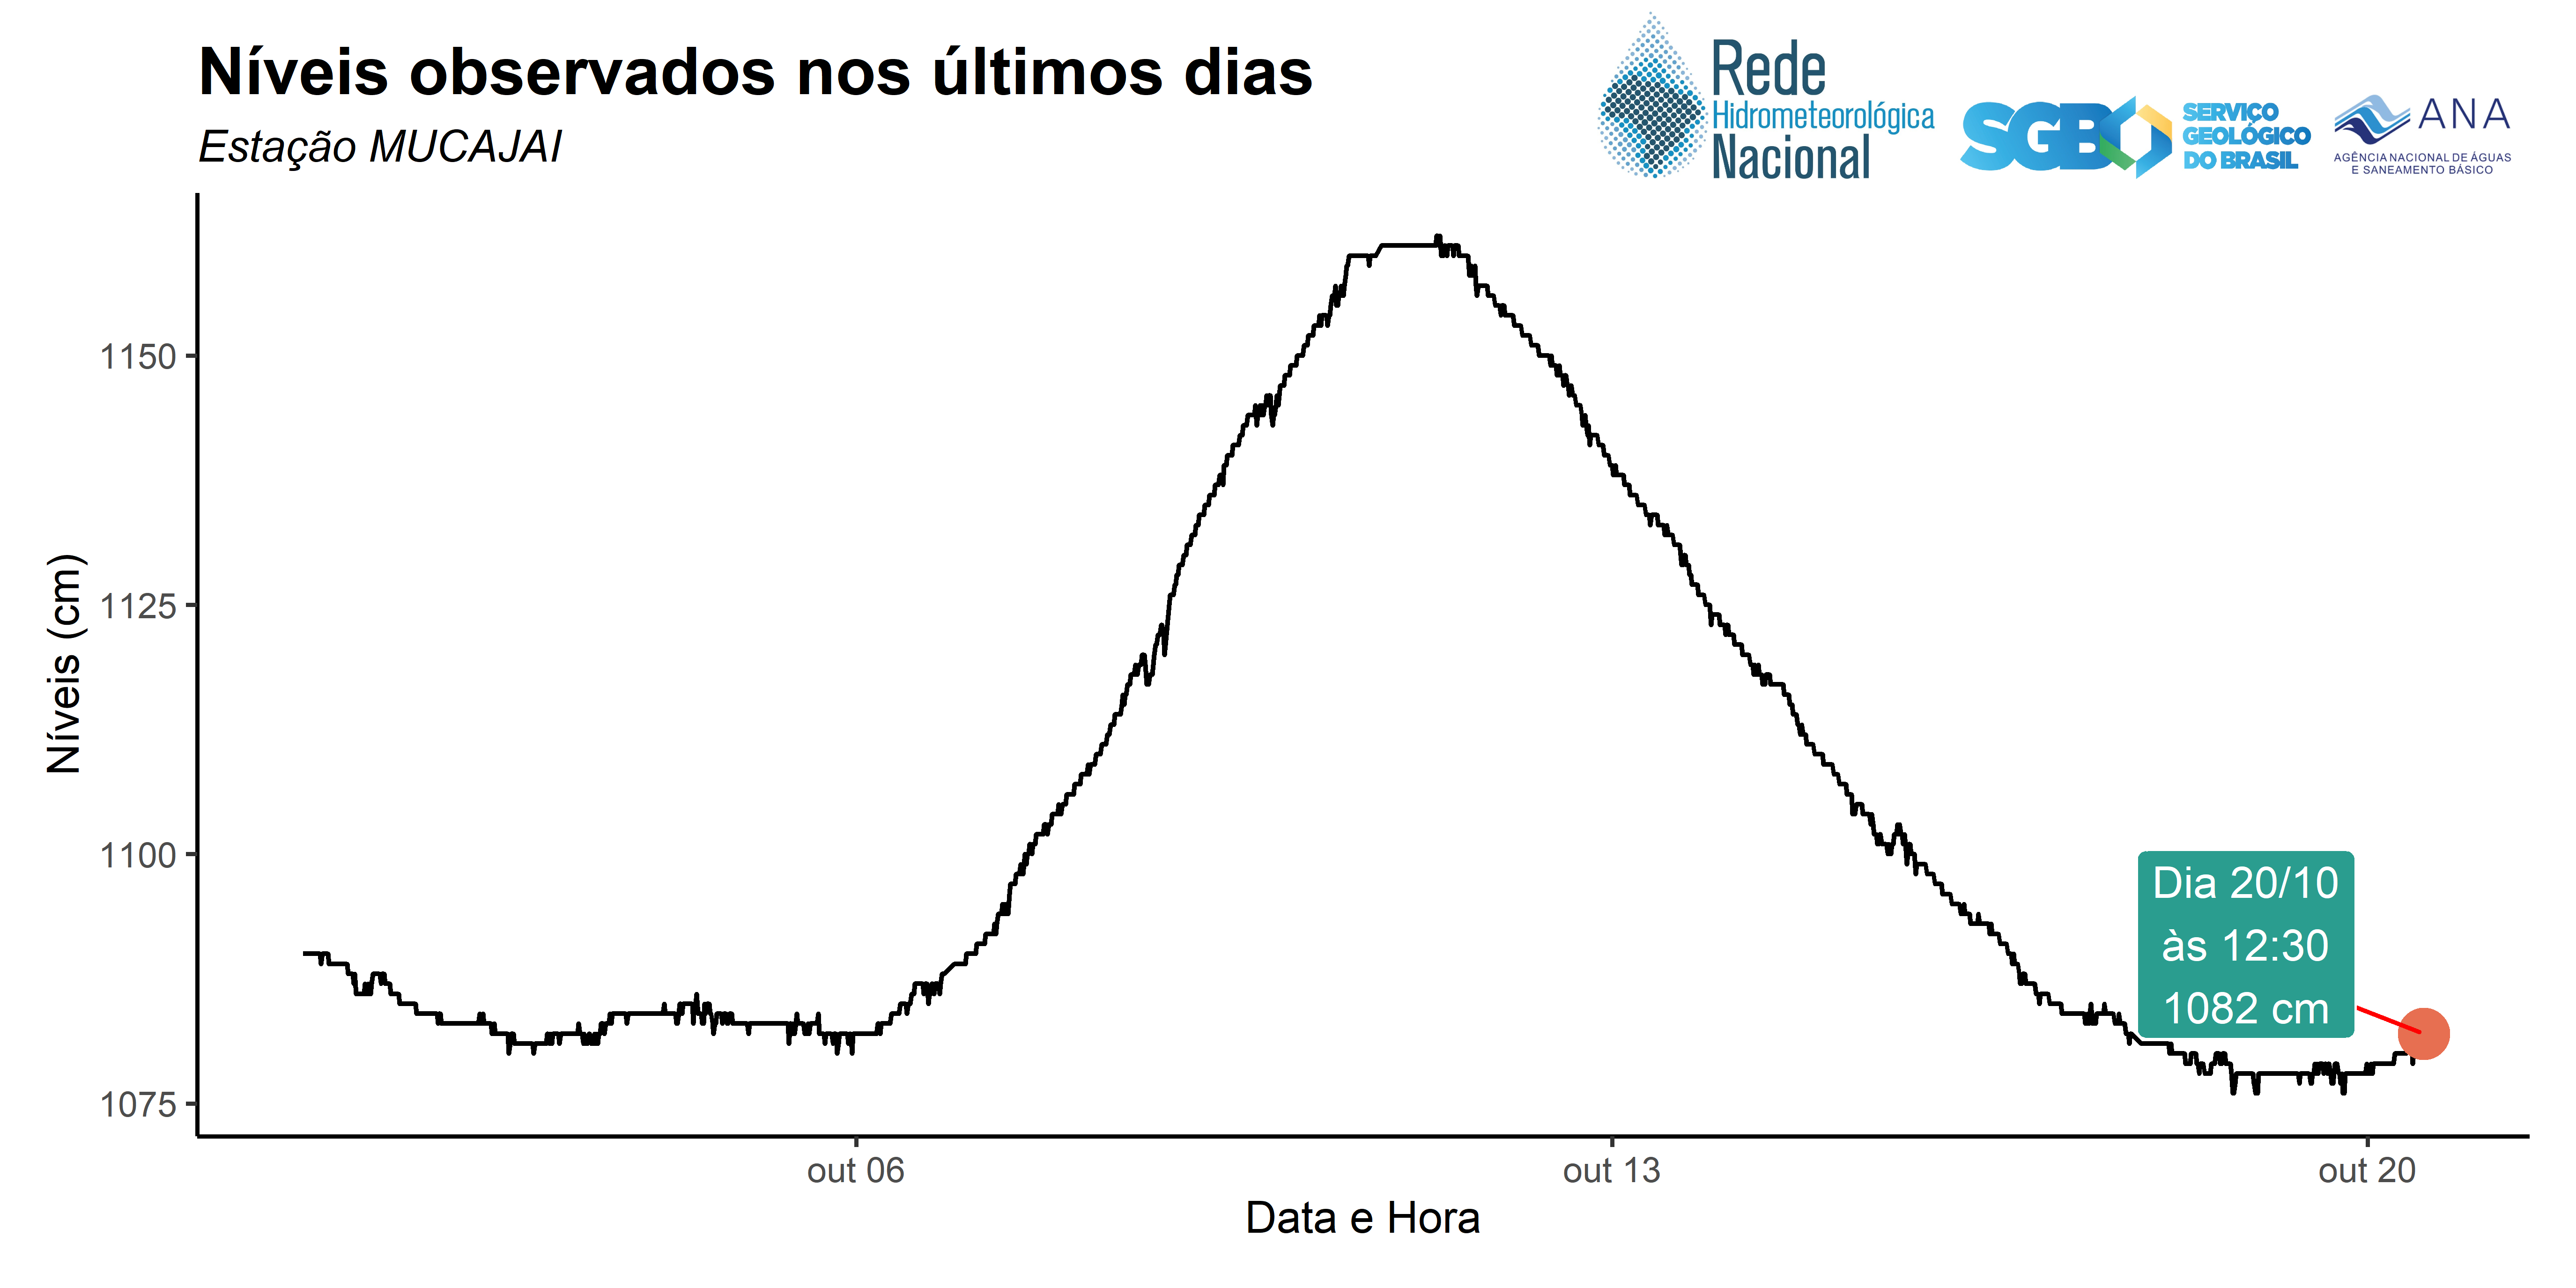 Níveis observados nos últimos dias
Estação MUCAJAI
Rede
Hidrometeorológica
Nacional
SGB
SERVIÇO
GEOLÓGICO
DO BRASIL
ANA
AGÊNCIA NACIONAL DE ÁGUAS
E SANEAMENTO BÁSICO
Níveis (cm)
1150
1125
1100
1075
Dia 20/10
às 12:30
1082 cm
out 06
out 13
out 20
Data e Hora